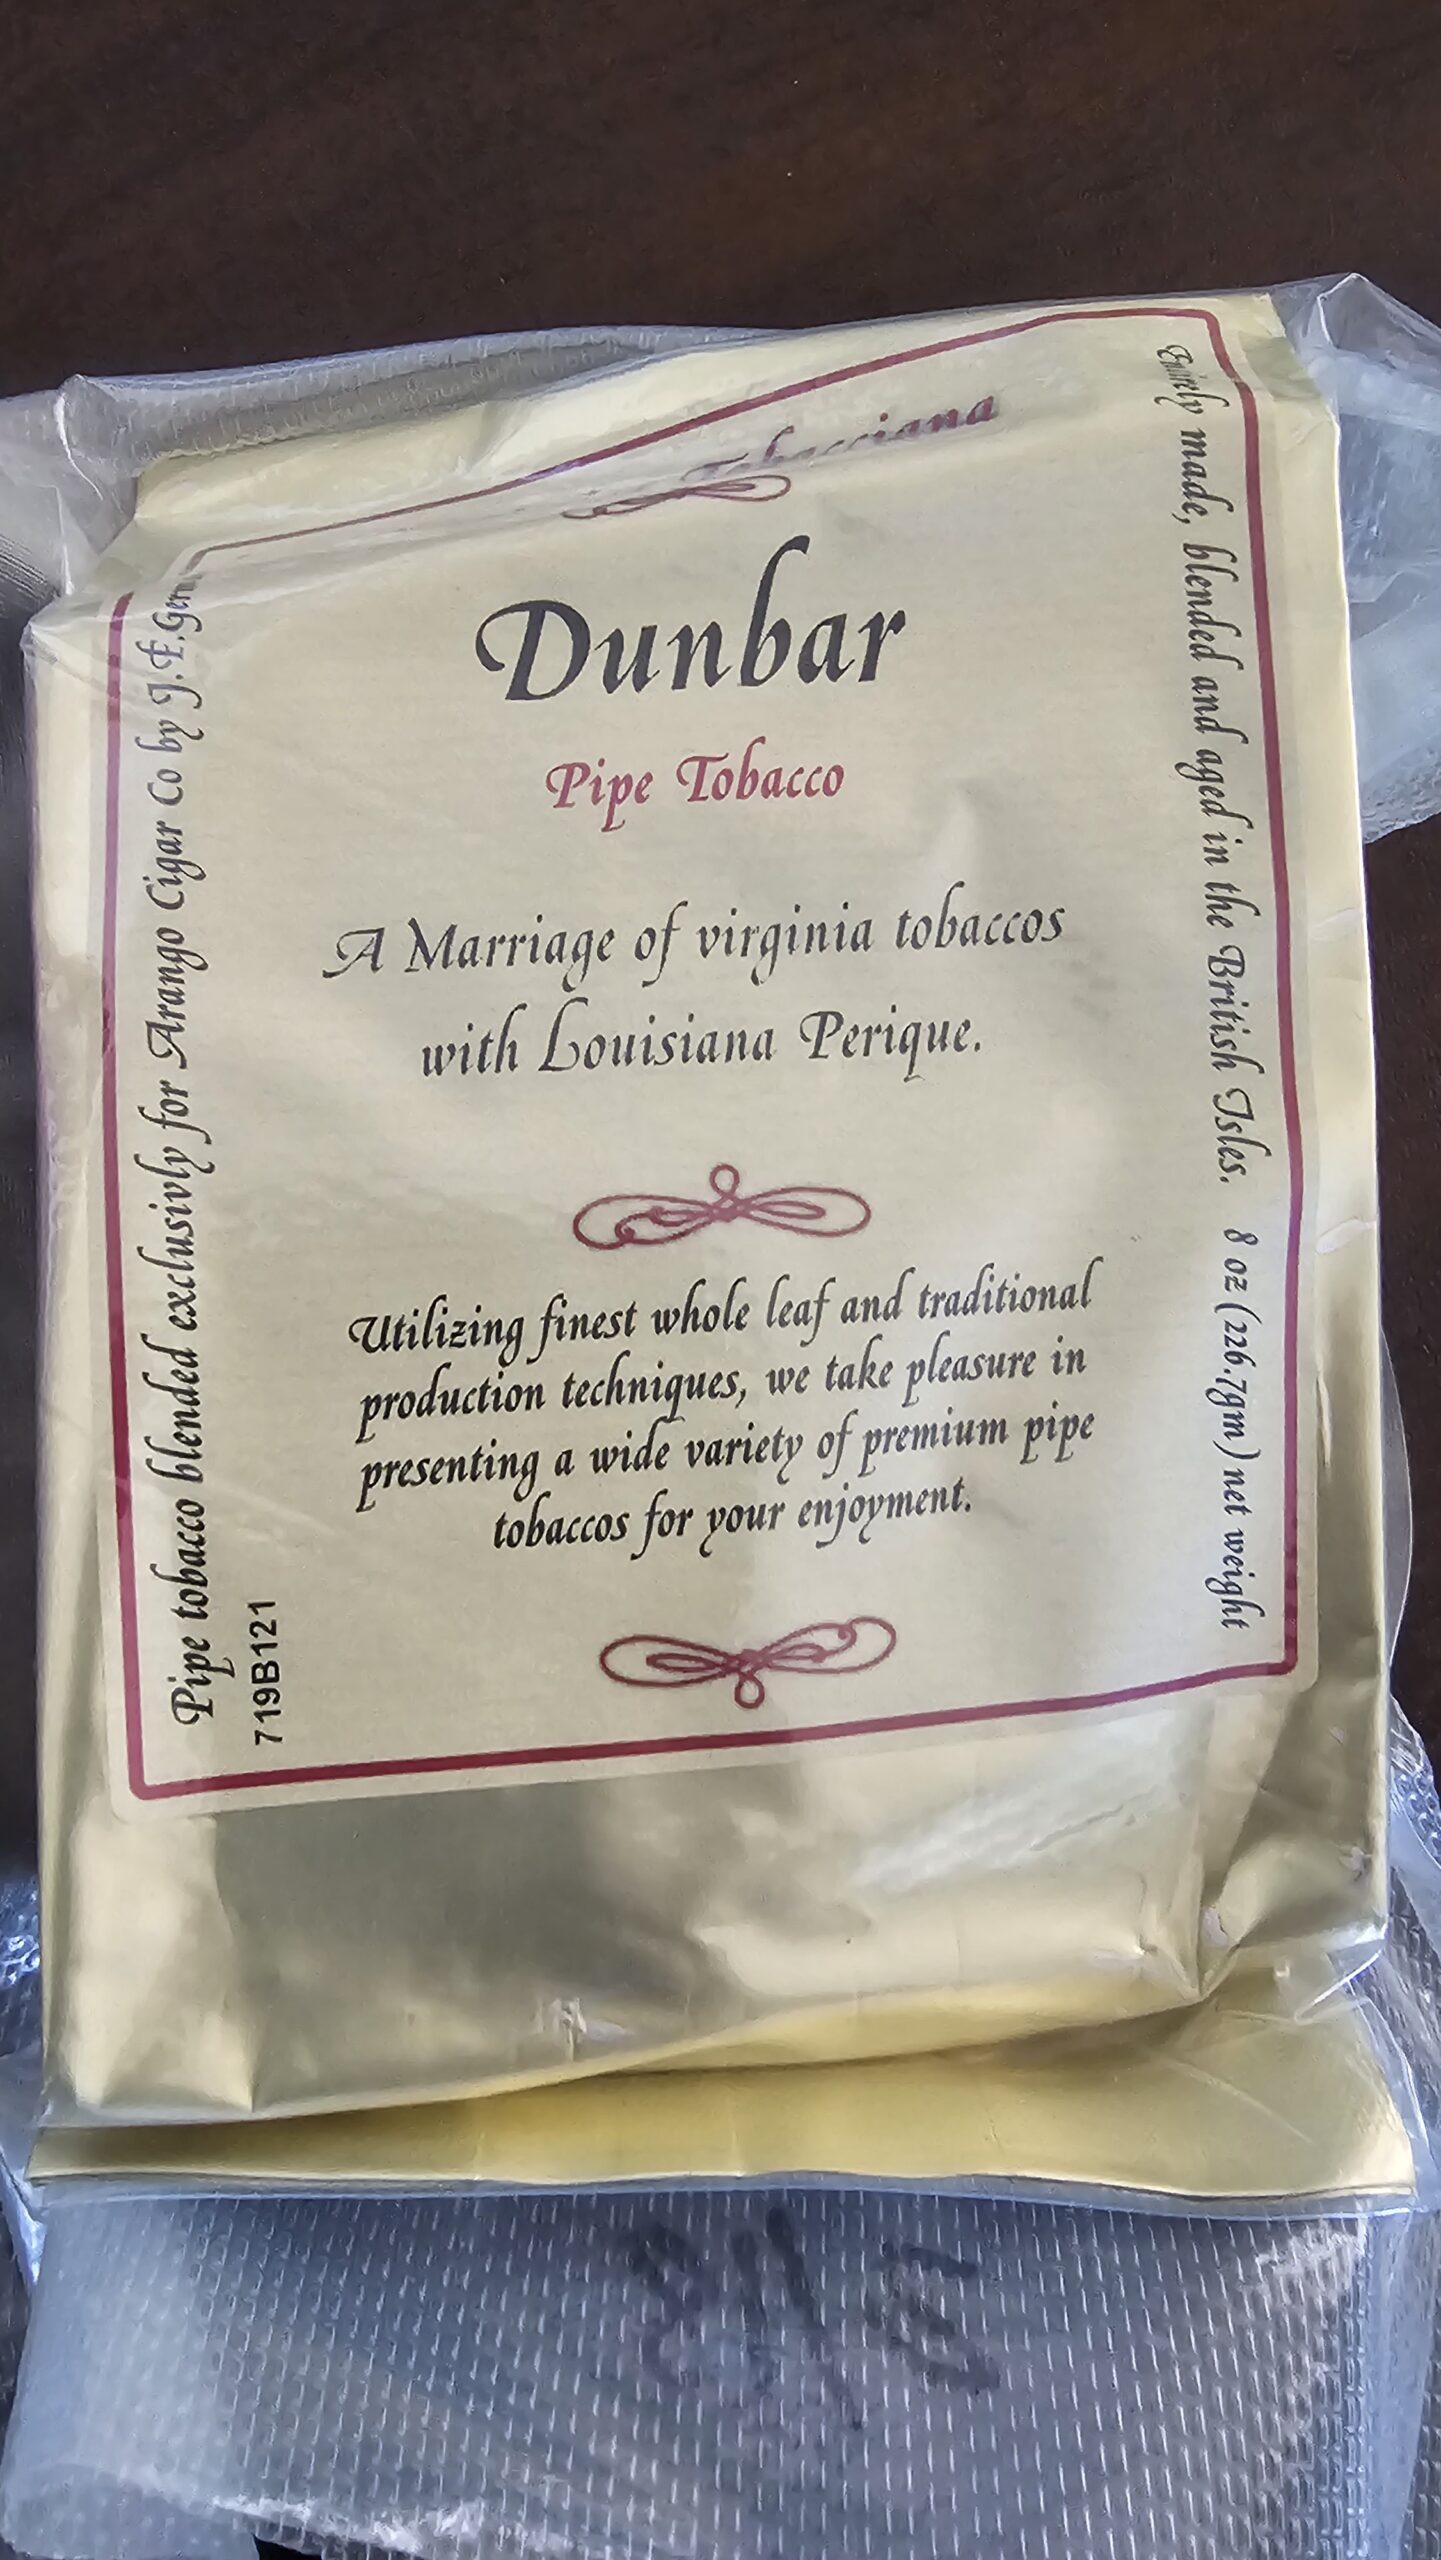 Dunbar
Pipe Tobacco
A Marriage of virginia tobaccos
with Louisiana Perique.
Utilizing finest whole leaf and traditional
production techniques, we take pleasure in
presenting a wide variety of premium pipe
tobaccos for your enjoyment.
Pipe tobacco blended exclusivly for Arango Cigar Co by J.F.
719B121
Entirely made, blended and aged in the British Isles. 8 oz (226.7gm) net weight